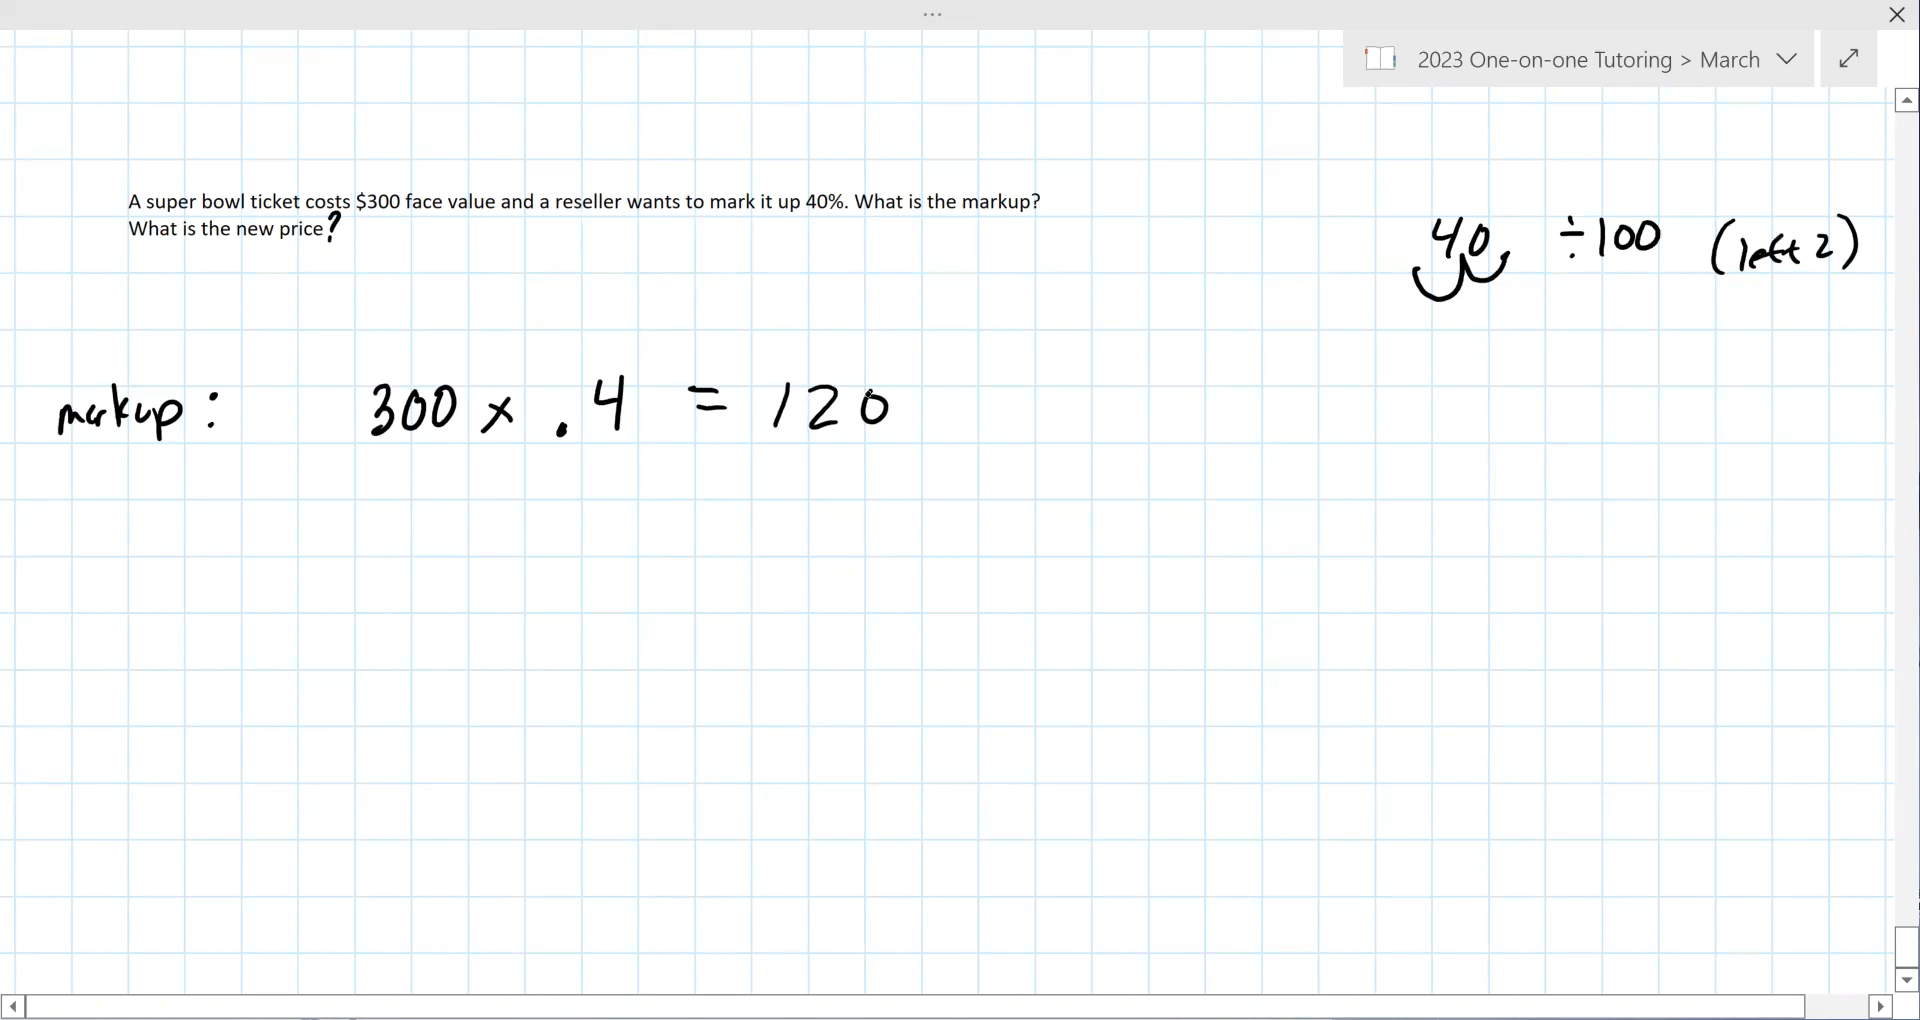 2023 One-on-one Tutoring > March
A super bowl ticket costs $300 face value and a reseller wants to mark it up 40%. What is the markup?
What is the new price?
40 ÷100 (left 2)
markup: 300 x .4 = 120